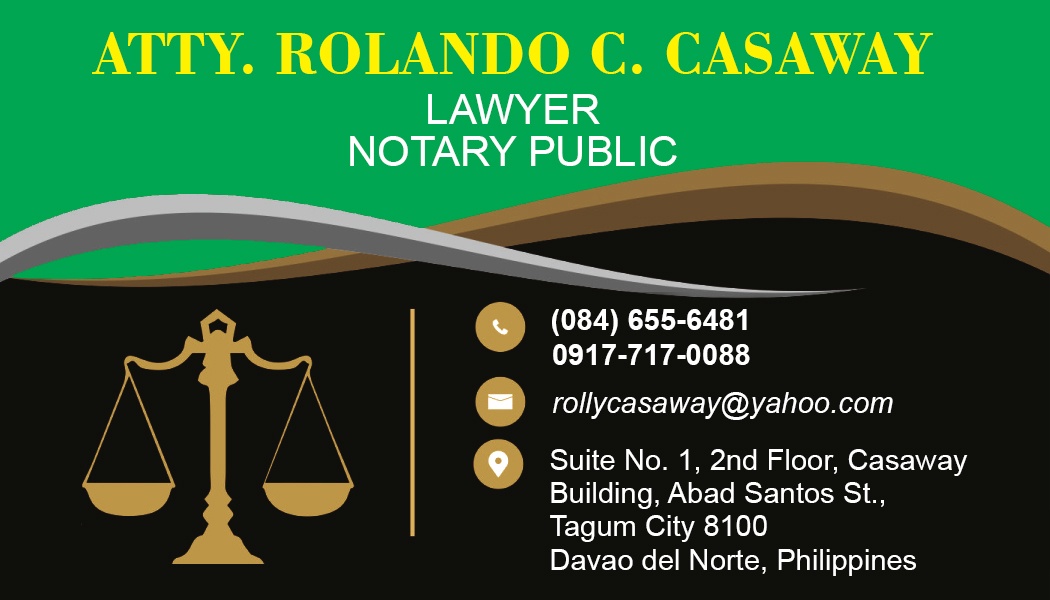 ATTY. ROLANDO C. CASAWAY
LAWYER
NOTARY PUBLIC
(084) 655-6481
0917-717-0088
rollycasaway@yahoo.com
Suite No. 1, 2nd Floor, Casaway
Building, Abad Santos St.,
Tagum City 8100
Davao del Norte, Philippines